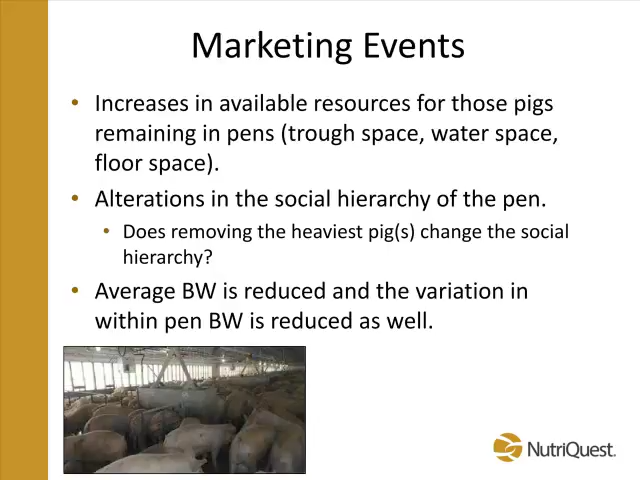 Marketing Events
• Increases in available resources for those pigs
remaining in pens (trough space, water space,
floor space).
• Alterations in the social hierarchy of the pen.
• Does removing the heaviest pig(s) change the social
hierarchy?
• Average BW is reduced and the variation in
within pen BW is reduced as well.
NutriQuest.